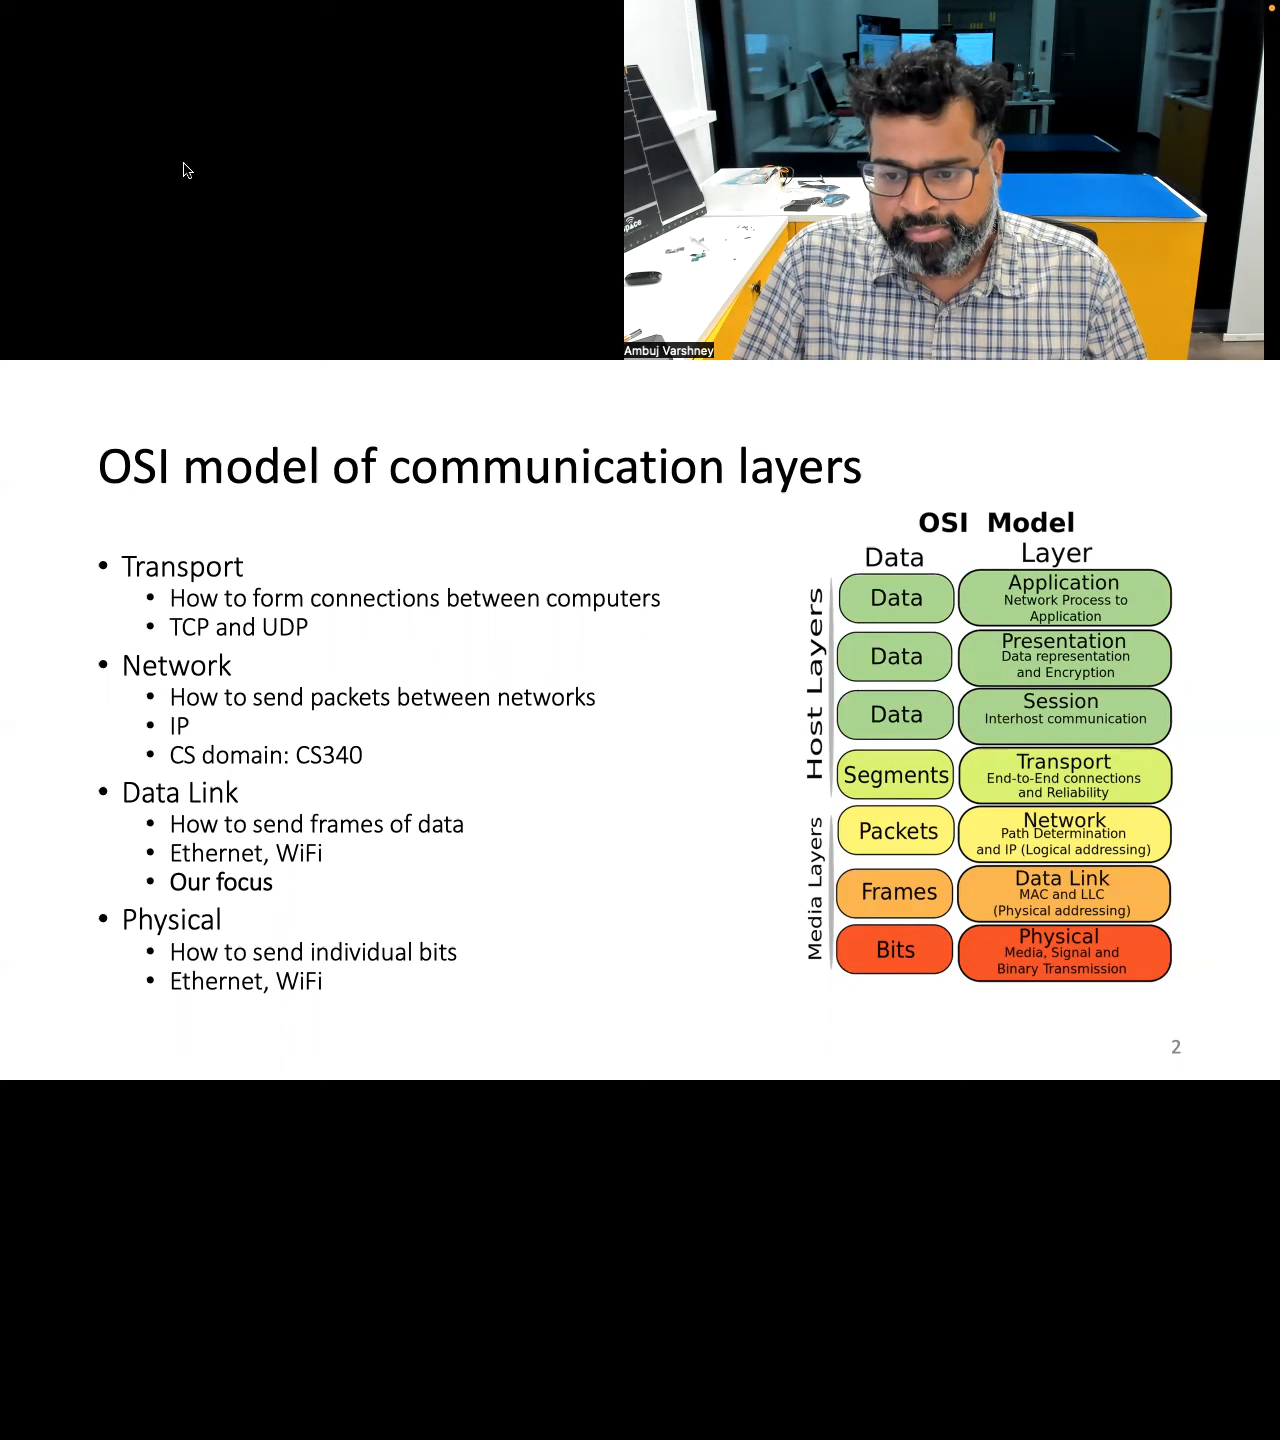 space
Ambuj Varshney
OSI model of communication layers
• Transport
• How to form connections between computers
• TCP and UDP
• Network
• How to send packets between networks
• IP
• CS domain: CS340
• Data Link
• How to send frames of data
• Ethernet, WiFi
• Our focus
• Physical
• How to send individual bits
• Ethernet, WiFi
OSI Model
Data
Layer
Host Layers
Data
Application
Network Process to
Application
Data
Presentation
Data representation
and Encryption
Data
Session
Interhost communication
Segments
Transport
End-to-End connections
and Reliability
Media Layers
Packets
Network
Path Determination
and IP (Logical addressing)
Frames
Data Link
MAC and LLC
(Physical addressing)
Bits
Physical
Media, Signal and
Binary Transmission
2